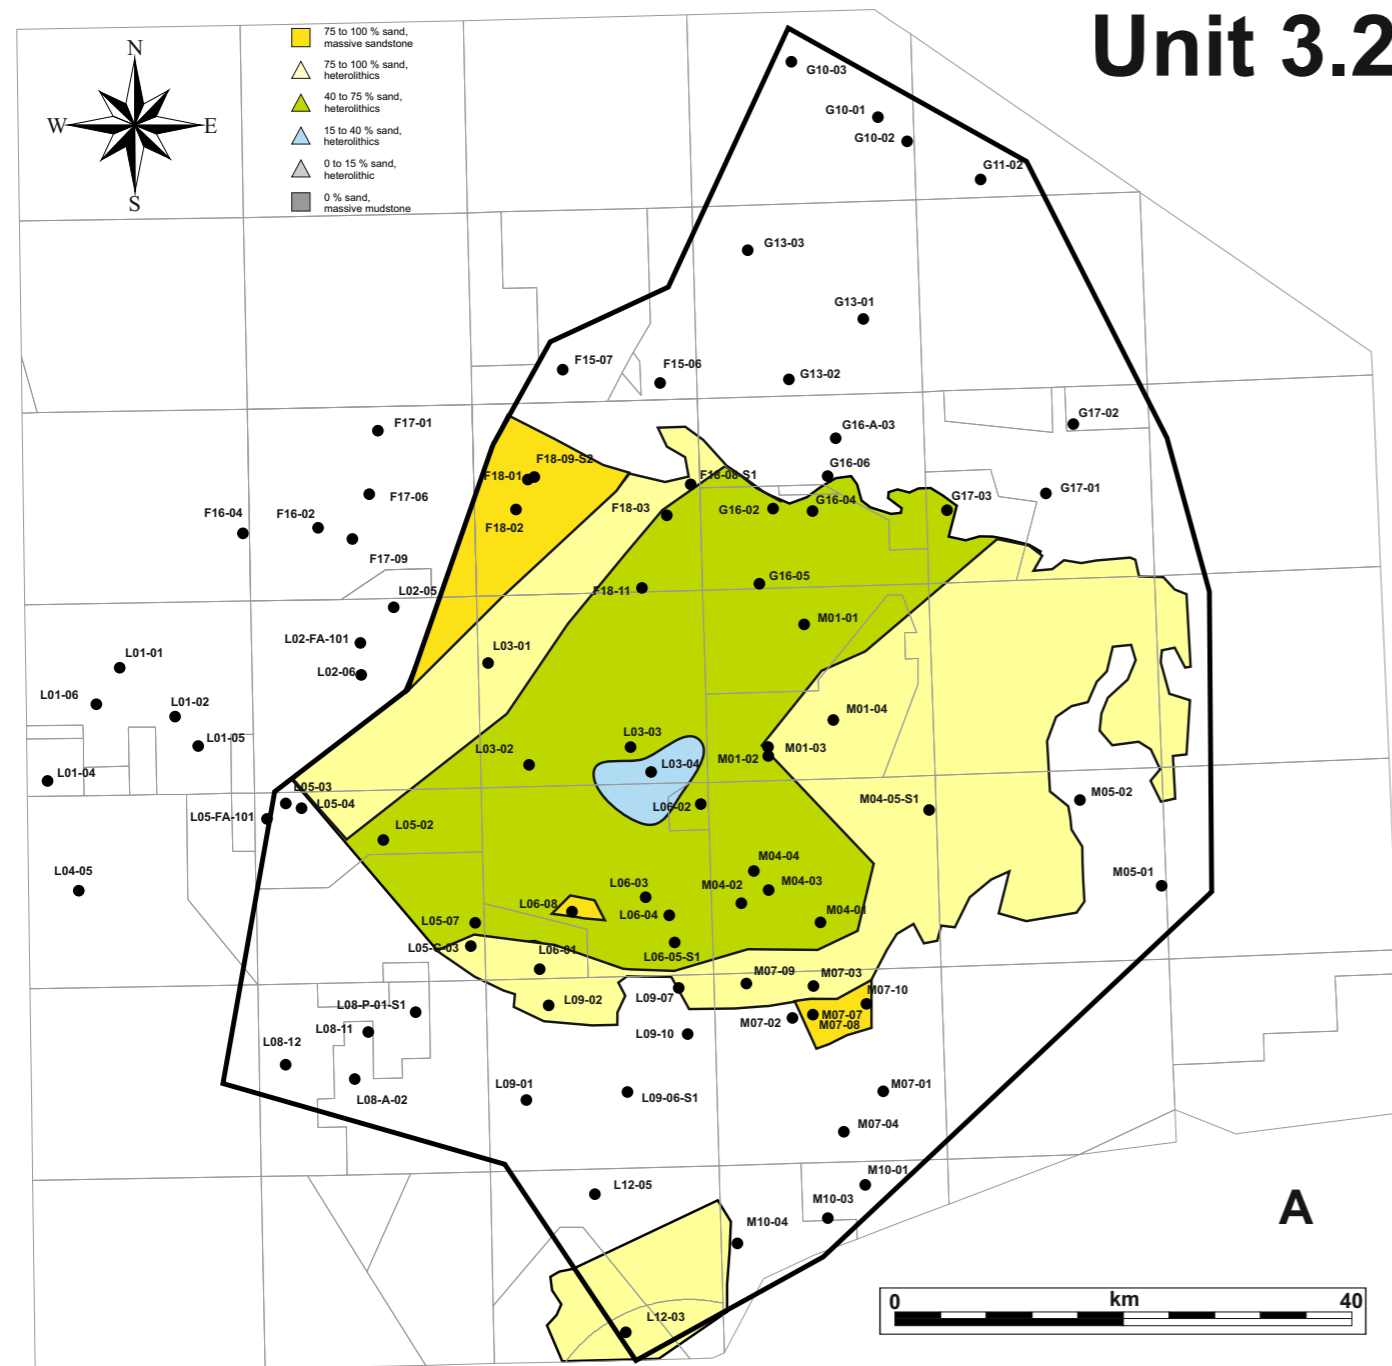 Unit 3.2
N
W
E
S
75 to 100 % sand,
massive sandstone
75 to 100 % sand,
heterolithics
40 to 75 % sand,
heterolithics
15 to 40 % sand,
heterolithics
0 to 15 % sand,
heterolithic
0 % sand,
massive mudstone
G10-03
G10-01
G10-02
G11-02
G13-03
G13-01
G13-02
F15-07
F15-06
F17-01
G17-02
G16-A-03
F18-09-S2
F18-01
G16-06
F18-08-S1
F17-06
G17-01
F16-04
F16-02
F18-02
F18-03
G16-02
G16-04
G17-03
F17-09
G16-05
F18-11
L02-05
M01-01
L02-FA-101
L01-01
L03-01
L02-06
L01-06
L01-02
M01-04
L01-05
L03-03
L03-02
M01-03
M01-02
L01-04
L03-04
L05-03
L05-04
L06-02
M04-05-S1
M05-02
L05-FA-101
L05-02
L04-05
M04-04
M05-01
L06-03
M04-02
M04-03
L06-08
L06-04
M04-01
L05-07
L05-C-03
L06-01
L06-05-S1
M07-09
M07-03
L09-07
M07-10
L08-P-01-S1
L09-02
M07-07
M07-02
M07-08
L08-11
L09-10
L08-12
L09-01
L09-06-S1
M07-01
L08-A-02
M07-04
L12-05
M10-01
M10-03
M10-04
A
L12-03
0
km
40